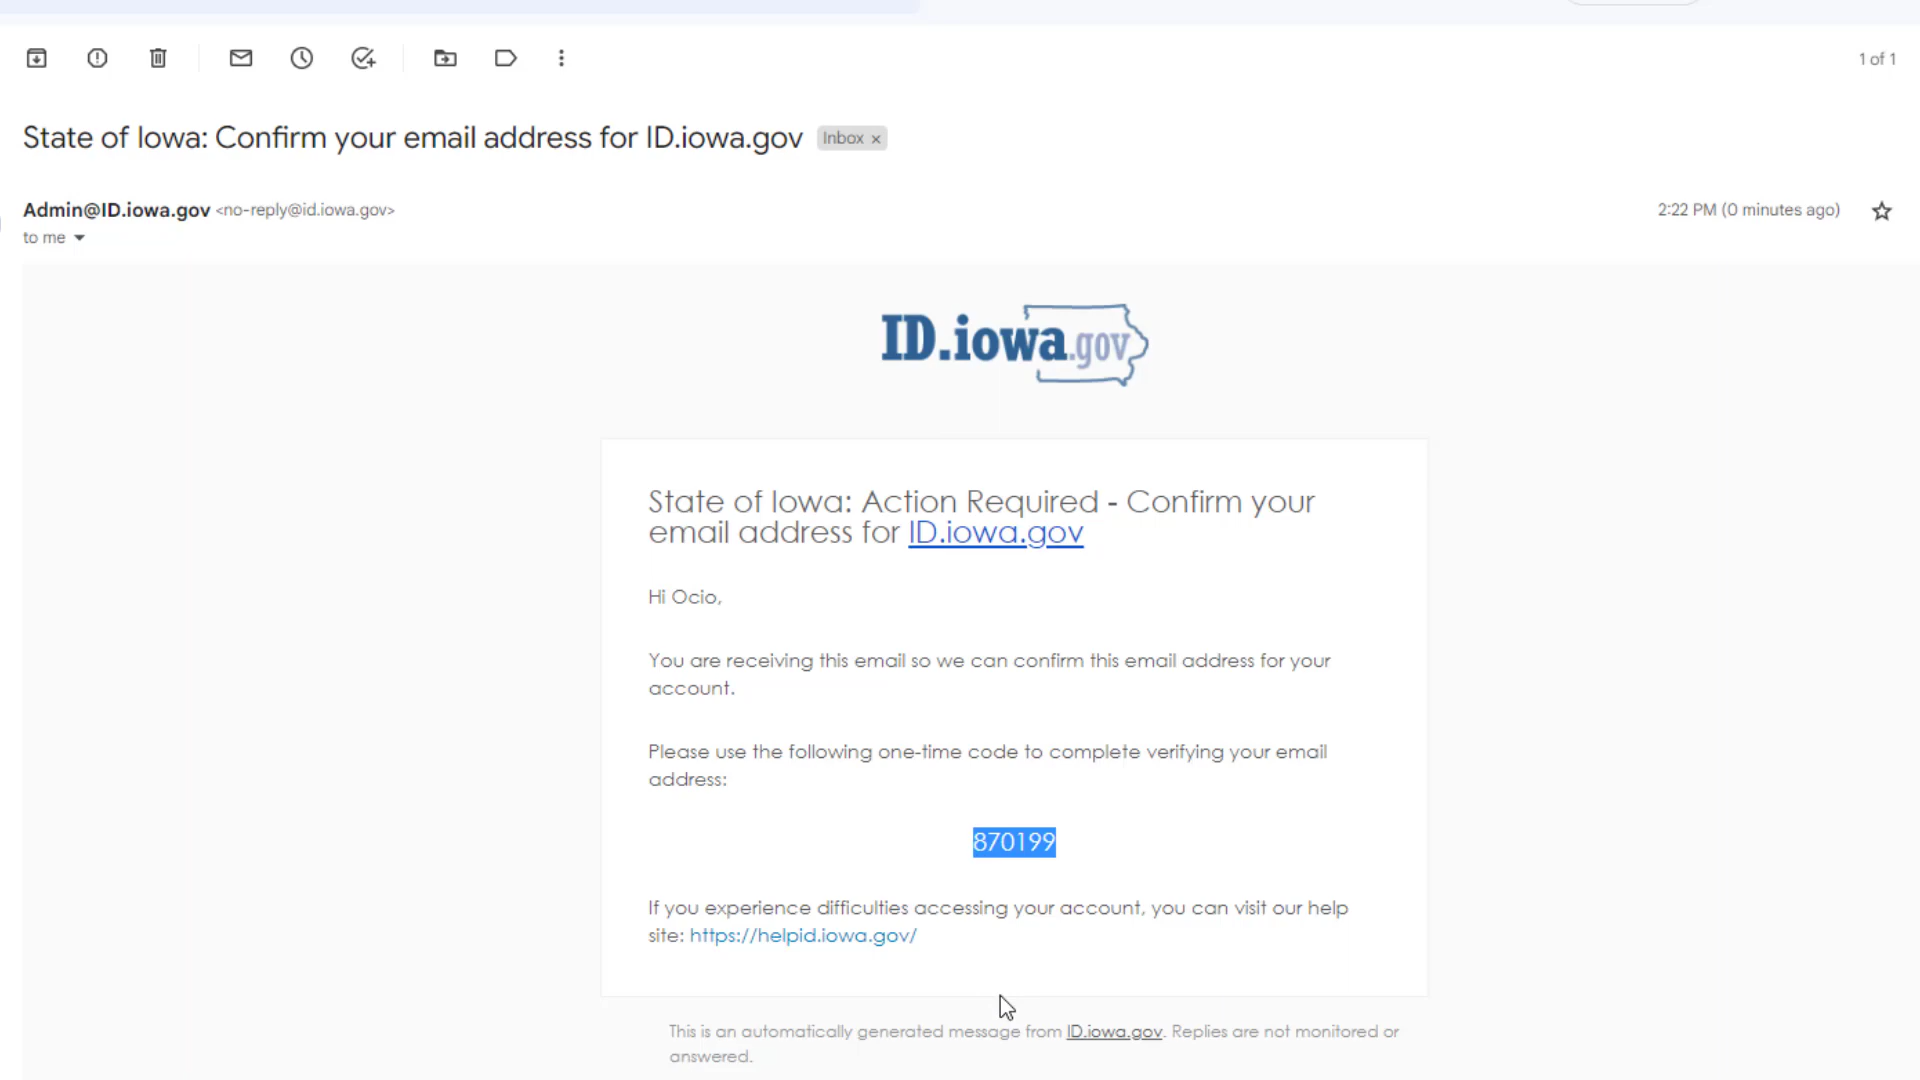 1 of 1
State of Iowa: Confirm your email address for ID.iowa.gov Inbox ×
Admin@ID.iowa.gov <no-reply@id.iowa.gov> 2:22 PM (0 minutes ago)
to me
ID.iowa.gov
State of Iowa: Action Required - Confirm your
email address for ID.iowa.gov
Hi Ocio,
You are receiving this email so we can confirm this email address for your
account.
Please use the following one-time code to complete verifying your email
address:
870199
If you experience difficulties accessing your account, you can visit our help
site: https://helpid.iowa.gov/
This is an automatically generated message from ID.iowa.gov. Replies are not monitored or
answered.